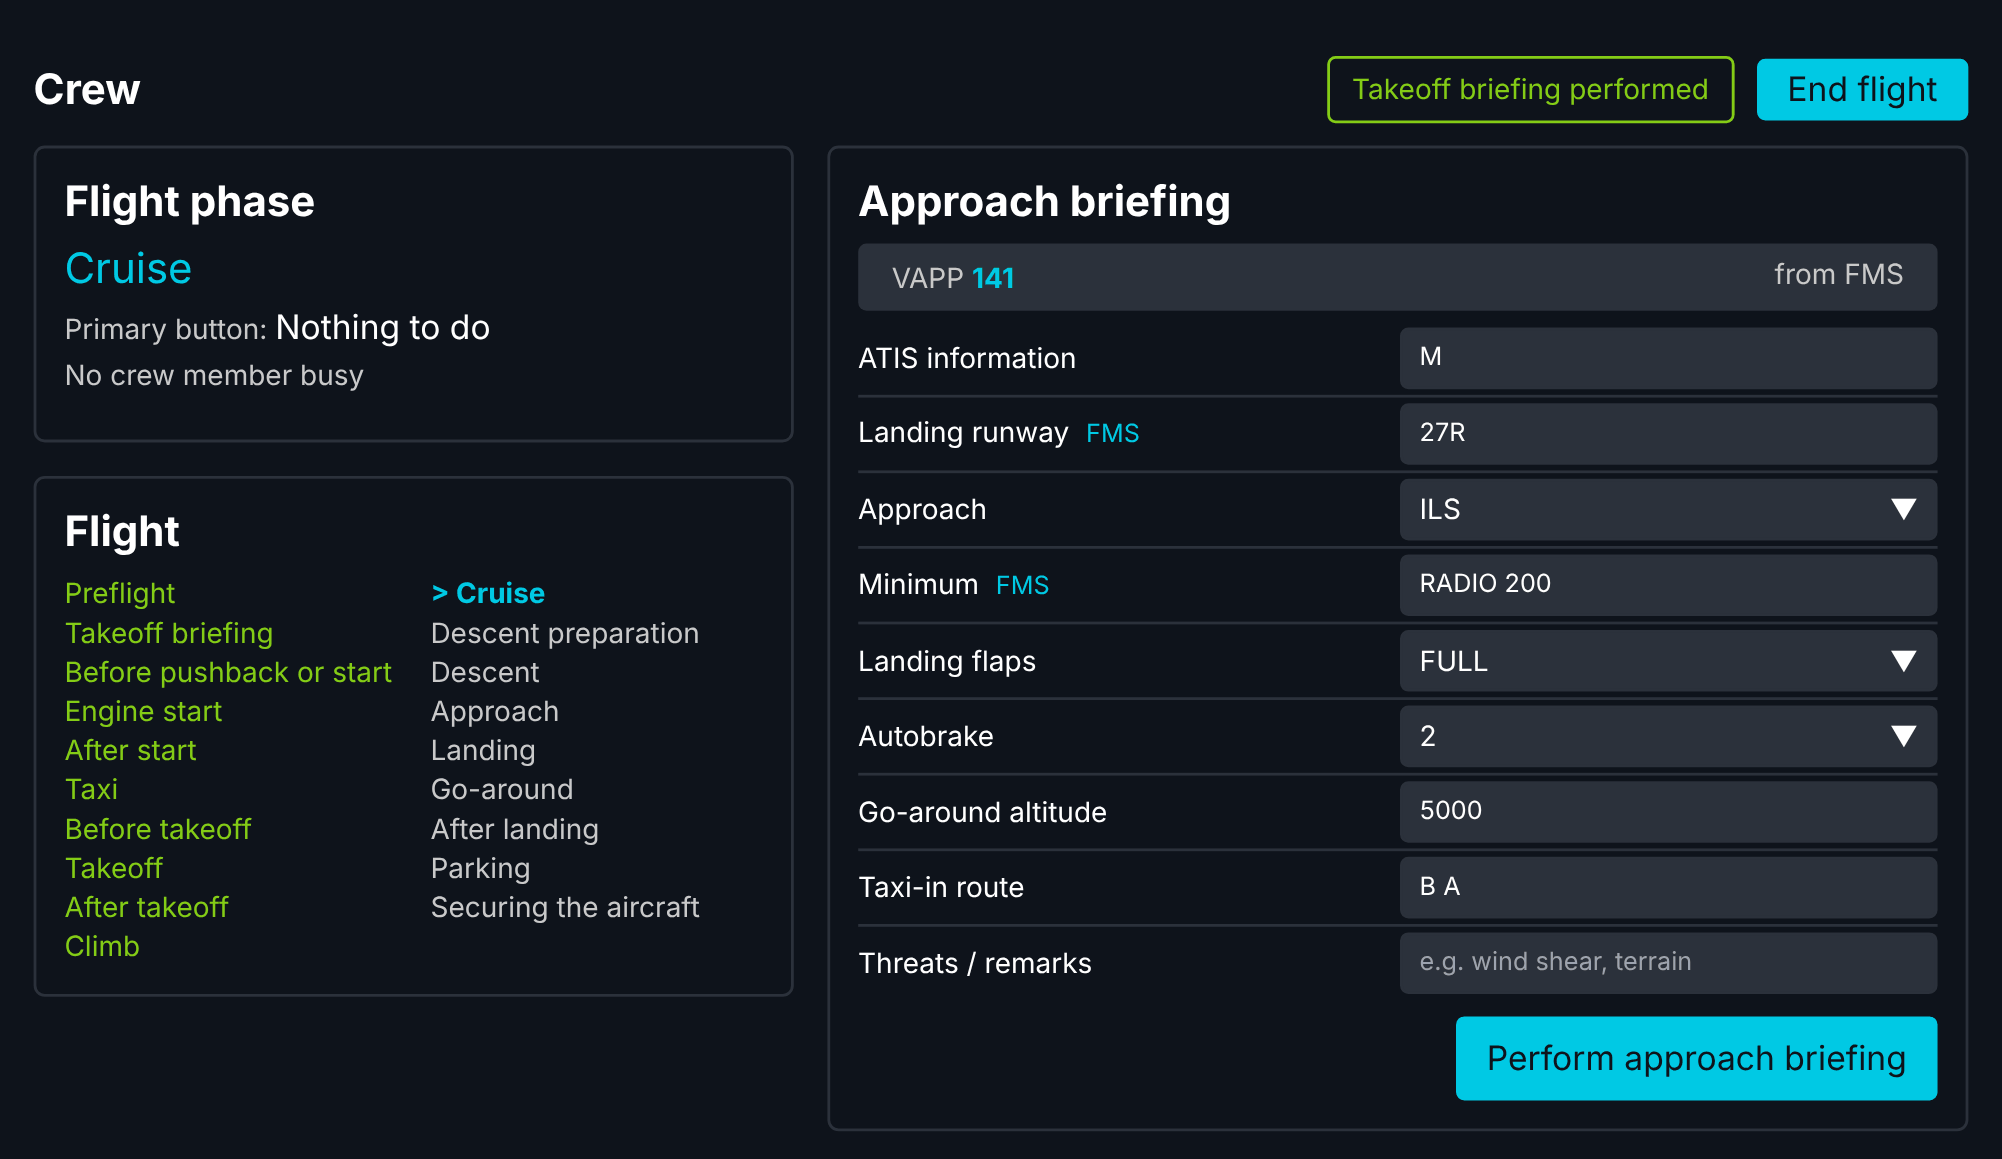 Crew
Takeoff briefing performed
End flight
Flight phase
Cruise
Primary button: Nothing to do
No crew member busy
Flight
Preflight
Takeoff briefing
Before pushback or start
Engine start
After start
Taxi
Before takeoff
Takeoff
After takeoff
Climb
> Cruise
Descent preparation
Descent
Approach
Landing
Go-around
After landing
Parking
Securing the aircraft
Approach briefing
VAPP 141 from FMS
ATIS information M
Landing runway FMS 27R
Approach ILS
Minimum FMS RADIO 200
Landing flaps FULL
Autobrake 2
Go-around altitude 5000
Taxi-in route B A
Threats / remarks e.g. wind shear, terrain
Perform approach briefing